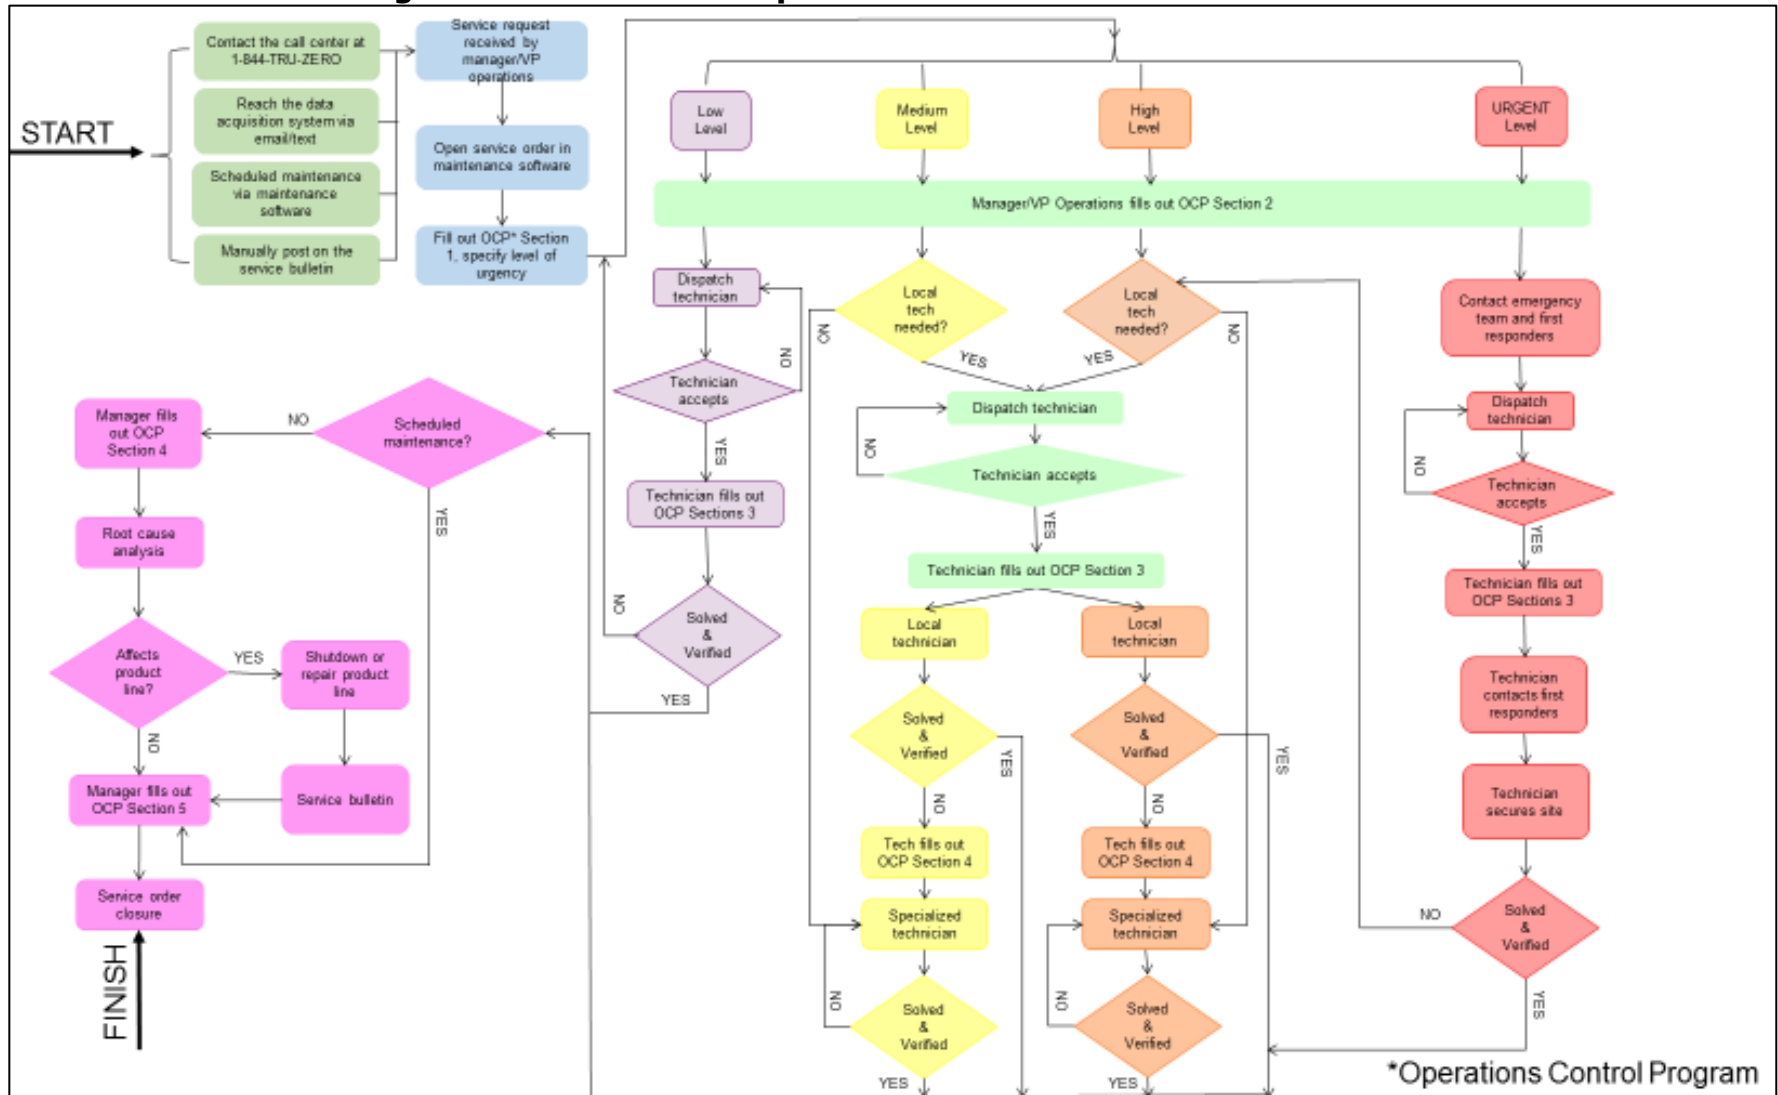 START
Contact the call center at
1-844-TRU-ZERO
Reach the data
acquisition system via
email/text
Scheduled maintenance
via maintenance
software
Manually post on the
service bulletin
Service request
received by
manager/VP
operations
Open service order in
maintenance software
Fill out OCP* Section
1, specify level of
urgency
Low
Level
Medium
Level
High
Level
URGENT
Level
Manager/VP Operations fills out OCP Section 2
Dispatch
technician
NO
Technician
accepts
YES
Technician fills out
OCP Sections 3
NO
Solved
&
Verified
YES
Local
tech
needed?
NO
YES
Local
tech
needed?
NO
YES
Dispatch technician
NO
Technician accepts
YES
Technician fills out OCP Section 3
Local
technician
Solved
&
Verified
YES
NO
Tech fills out
OCP Section 4
Specialized
technician
NO
Solved
&
Verified
YES
Local
technician
Solved
&
Verified
YES
NO
Tech fills out
OCP Section 4
Specialized
technician
NO
Solved
&
Verified
YES
Contact emergency
team and first
responders
Dispatch
technician
NO
Technician
accepts
YES
Technician fills out
OCP Sections 3
Technician
contacts first
responders
Technician
secures site
NO
Solved
&
Verified
YES
Scheduled
maintenance?
NO
YES
Manager fills
out OCP
Section 4
Root cause
analysis
Affects
product
line?
YES
NO
Shutdown or
repair product
line
Service bulletin
Manager fills out
OCP Section 5
Service order
closure
FINISH
*Operations Control Program